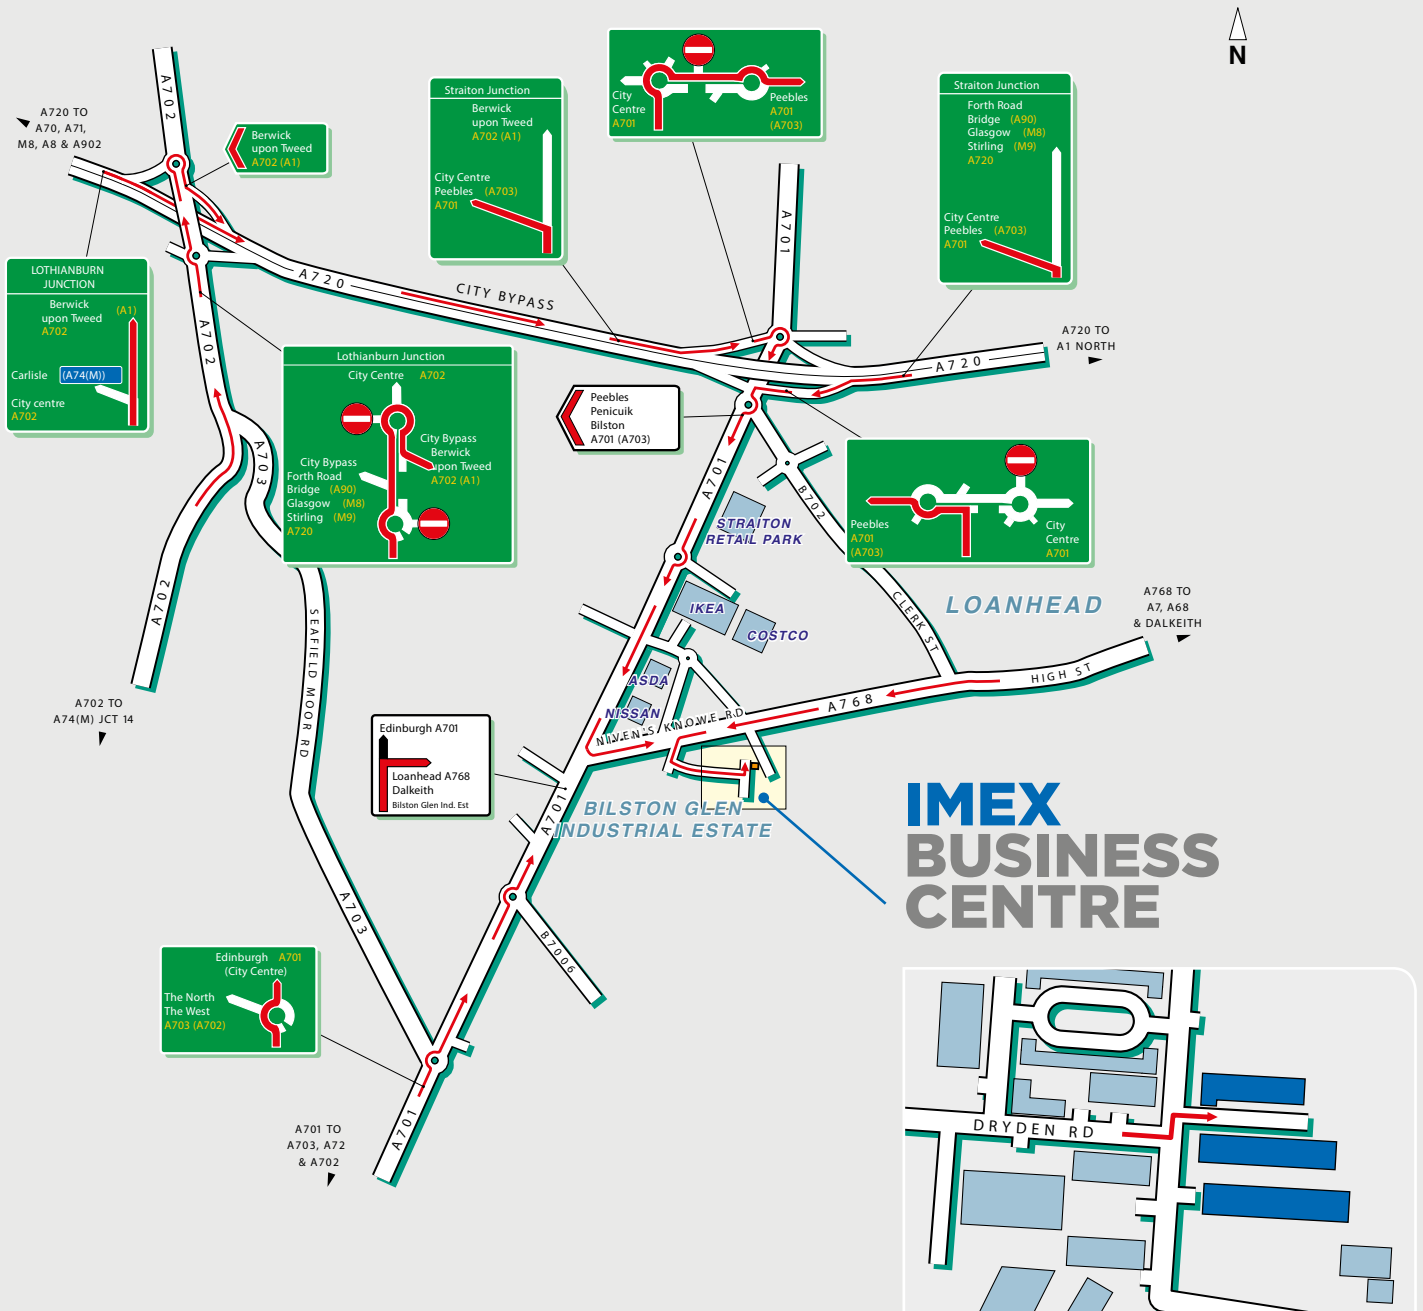 N
A702
A720 TO
A70, A71,
M8, A8 & A902
Berwick
upon Tweed
A702 (A1)
Straiton Junction
Berwick
upon Tweed
A702 (A1)
City Centre
Peebles (A703)
A701
City
Centre
A701
Peebles
A701
(A703)
Straiton Junction
Forth Road
Bridge (A90)
Glasgow (M8)
Stirling (M9)
A720
City Centre
Peebles (A703)
A701
A701
LOTHIANBURN
JUNCTION
Berwick (A1)
upon Tweed
A702
Carlisle (A74(M))
City centre
A702
A720
CITY BYPASS
A720
A720 TO
A1 NORTH
A702
Lothianburn Junction
City Centre A702
City Bypass
Berwick
upon Tweed
A702 (A1)
City Bypass
Forth Road
Bridge (A90)
Glasgow (M8)
Stirling (M9)
A720
Peebles
Penicuik
Bilston
A701 (A703)
A703
A701
B702
Peebles
A701
(A703)
City
Centre
A701
STRAITON
RETAIL PARK
IKEA
COSTCO
CLERK ST
LOANHEAD
A768 TO
A7, A68
& DALKEITH
A702
SEAFIELD MOOR RD
ASDA
NISSAN
NIVEN'S KNOWE RD
A768
HIGH ST
A702 TO
A74(M) JCT 14
Edinburgh A701
Loanhead A768
Dalkeith
Bilston Glen Ind. Est
A701
BILSTON GLEN
INDUSTRIAL ESTATE
IMEX
BUSINESS
CENTRE
A703
B7006
Edinburgh A701
(City Centre)
The North
The West
A703 (A702)
A701
A701 TO
A703, A72
& A702
DRYDEN RD